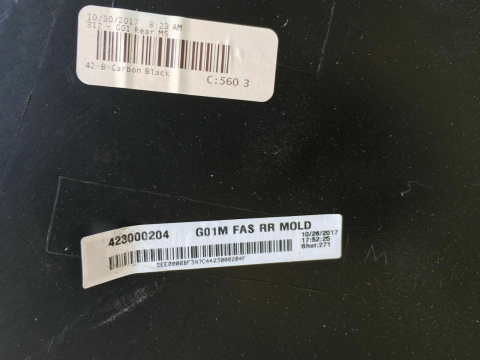 10/30/2017 8:23 AM
312 - G01 Rear MS
42-B-Carbon Black
C:560 3
423000204 G01M FAS RR MOLD
10/26/2017
17:52:25
Shot:271